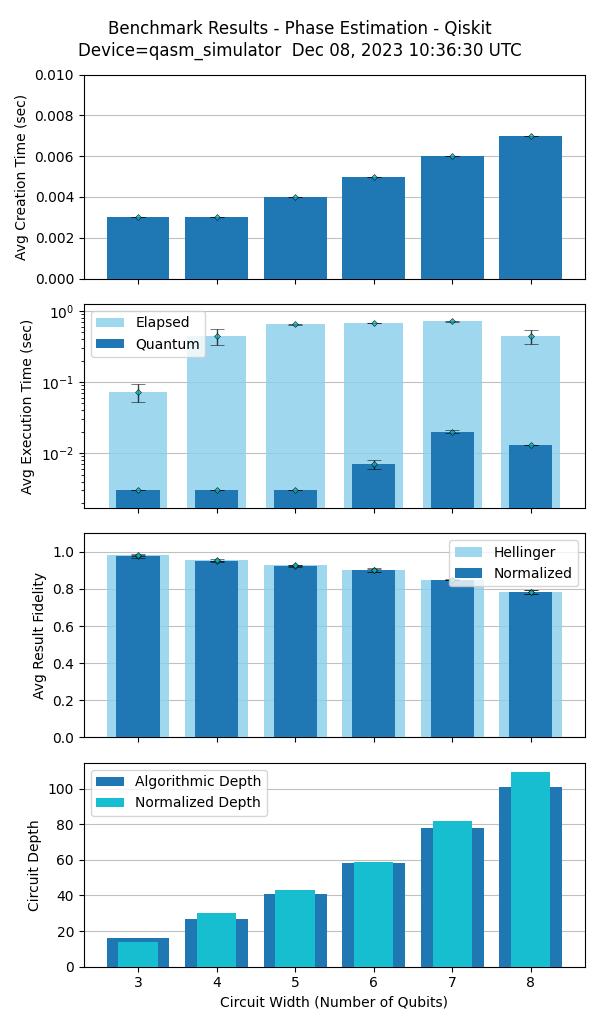 Benchmark Results - Phase Estimation - Qiskit
Device=qasm_simulator  Dec 08, 2023 10:36:30 UTC
Avg Creation Time (sec)
0.010
0.008
0.006
0.004
0.002
0.000
Avg Execution Time (sec)
10⁰
10⁻¹
10⁻²
Elapsed
Quantum
Avg Result Fidelity
1.0
0.8
0.6
0.4
0.2
0.0
Hellinger
Normalized
Circuit Depth
100
80
60
40
20
0
Algorithmic Depth
Normalized Depth
3 4 5 6 7 8
Circuit Width (Number of Qubits)